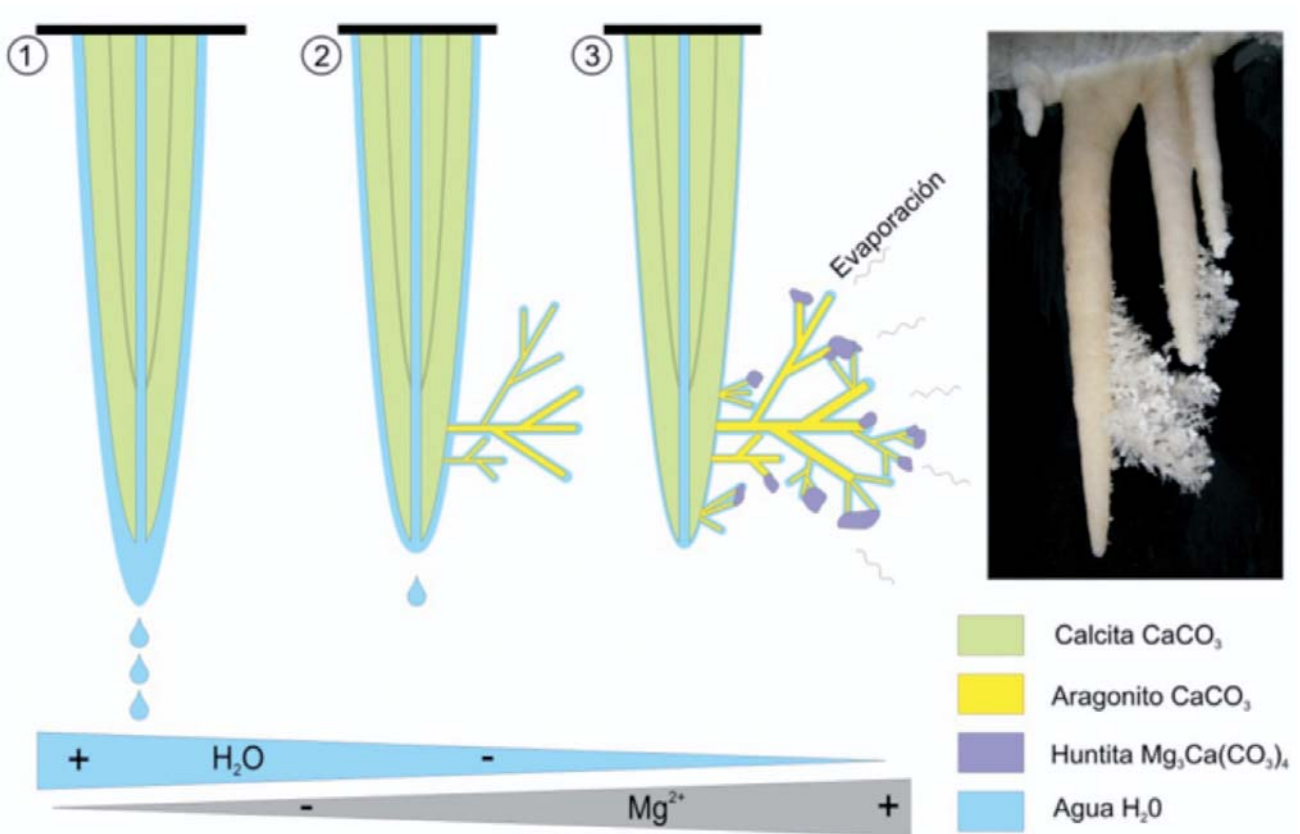 1
2
3
Evaporación
Calcita CaCO₃
Aragonito CaCO₃
Huntita Mg₃Ca(CO₃)₄
Agua H₂0
+ H₂O -
- Mg²⁺ +